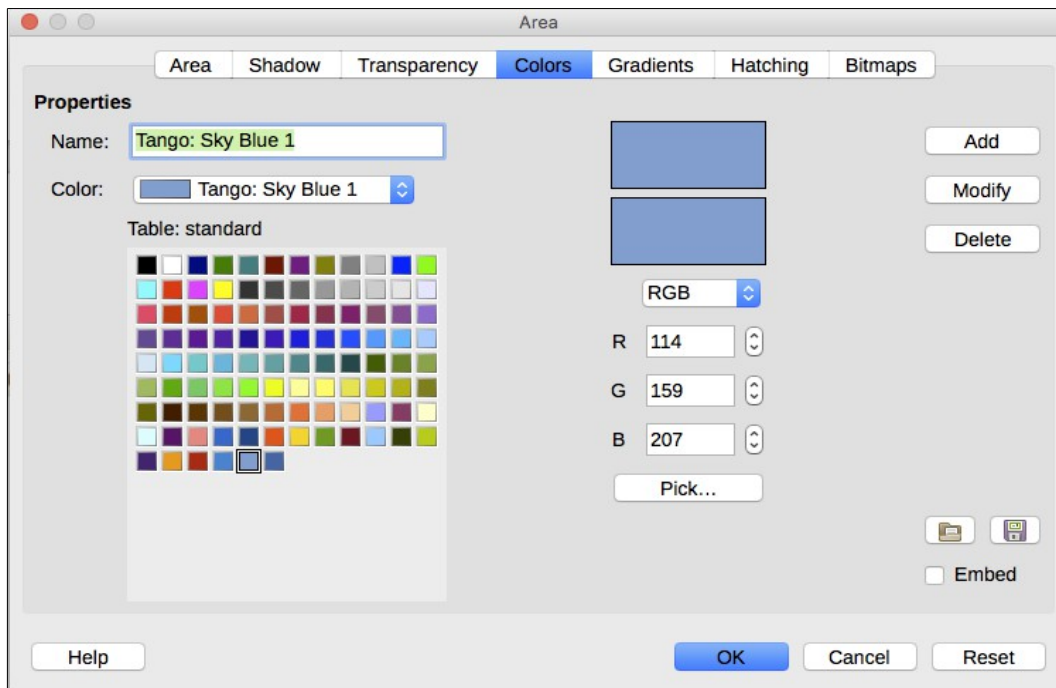 Area
Area Shadow Transparency Colors Gradients Hatching Bitmaps
Properties
Name: Tango: Sky Blue 1
Color: Tango: Sky Blue 1
Table: standard
Add
Modify
Delete
RGB
R 114
G 159
B 207
Pick...
Embed
Help OK Cancel Reset